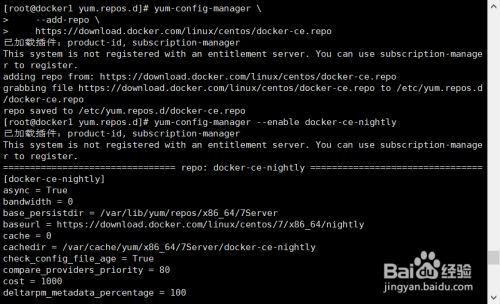 [root@docker1 yum.repos.d]# yum-config-manager \
>     --add-repo \
>     https://download.docker.com/linux/centos/docker-ce.repo
已加载插件：product-id, subscription-manager
This system is not registered with an entitlement server. You can use subscription-manage
r to register.
adding repo from: https://download.docker.com/linux/centos/docker-ce.repo
grabbing file https://download.docker.com/linux/centos/docker-ce.repo to /etc/yum.repos.d
/docker-ce.repo
repo saved to /etc/yum.repos.d/docker-ce.repo
[root@docker1 yum.repos.d]# yum-config-manager --enable docker-ce-nightly
已加载插件：product-id, subscription-manager
This system is not registered with an entitlement server. You can use subscription-manage
r to register.
================================ repo: docker-ce-nightly ================================
[docker-ce-nightly]
async = True
bandwidth = 0
base_persistdir = /var/lib/yum/repos/x86_64/7Server
baseurl = https://download.docker.com/linux/centos/7/x86_64/nightly
cache = 0
cachedir = /var/cache/yum/x86_64/7Server/docker-ce-nightly
check_config_file_age = True
compare_providers_priority = 80
cost = 1000
deltarpm_metadata_percentage = 100
Baidu 经验
jingyan.baidu.com